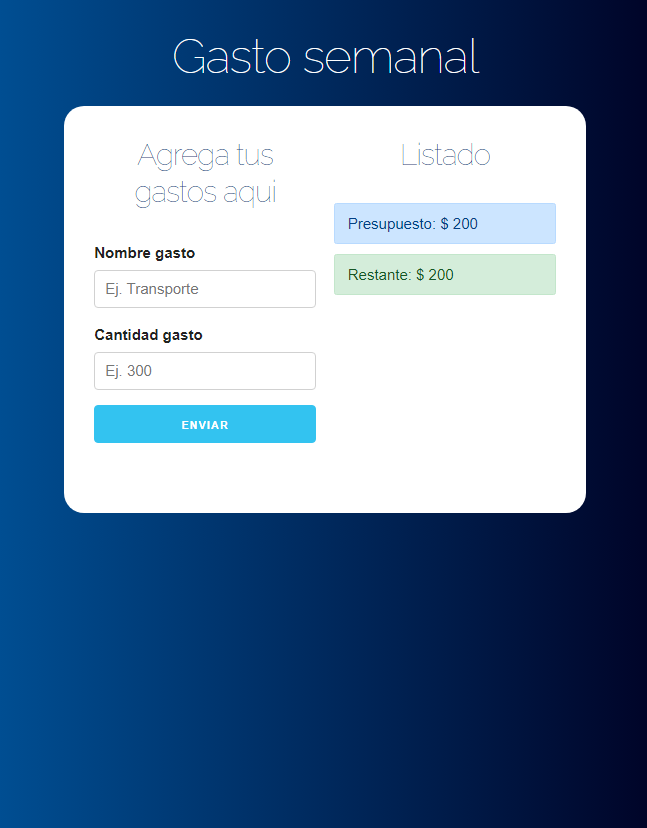 Gasto semanal
Agrega tus
gastos aqui
Nombre gasto
Ej. Transporte
Cantidad gasto
Ej. 300
ENVIAR
Listado
Presupuesto: $ 200
Restante: $ 200